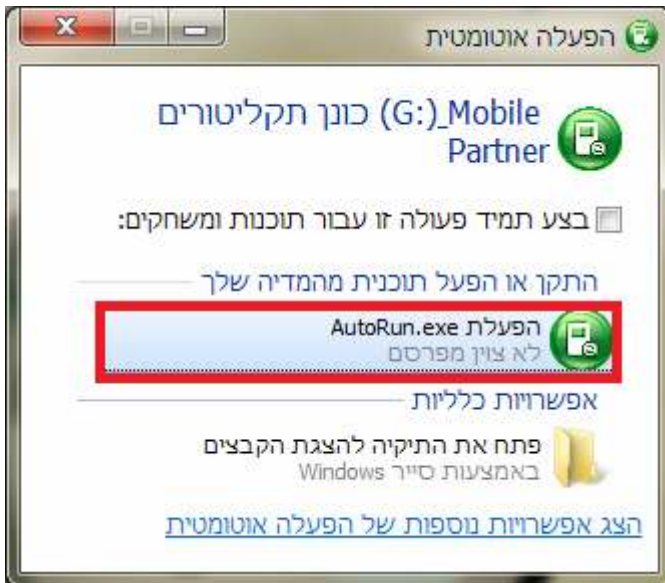 הפעלה אוטומטית
כונן תקליטורים (G:)_Mobile
Partner
בצע תמיד פעולה זו עבור תוכנות ומשחקים:
התקן או הפעל תוכנית מהמדיה שלך
הפעלת AutoRun.exe
לא צוין מפרסם
אפשרויות כלליות
פתח את התיקיה להצגת הקבצים
באמצעות סייר Windows
הצג אפשרויות נוספות של הפעלה אוטומטית